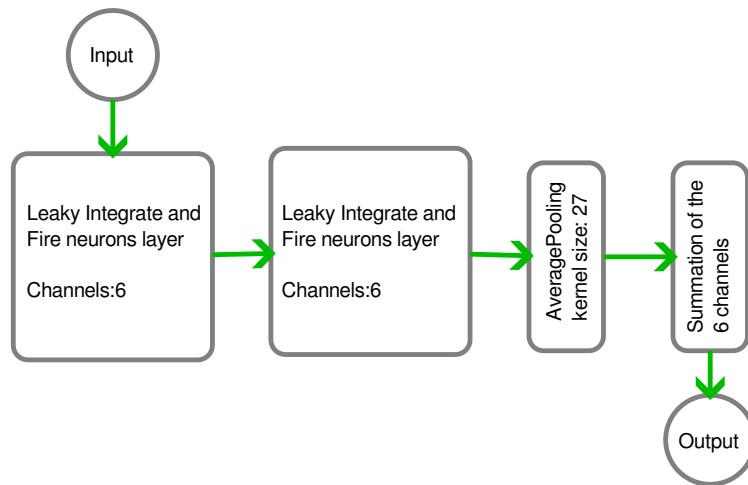 Input
Leaky Integrate and
Fire neurons layer
Channels:6
Leaky Integrate and
Fire neurons layer
Channels:6
AveragePooling
kernel size: 27
Summation of the
6 channels
Output